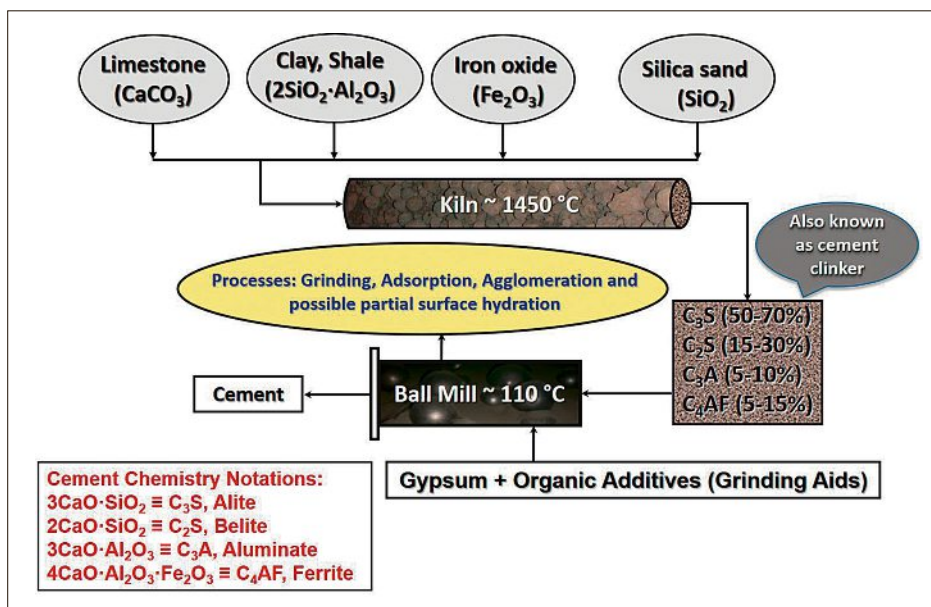 Limestone
(CaCO₃)
Clay, Shale
(2SiO₂·Al₂O₃)
Iron oxide
(Fe₂O₃)
Silica sand
(SiO₂)
Kiln ~ 1450 °C
Also known
as cement
clinker
Processes: Grinding, Adsorption, Agglomeration and
possible partial surface hydration
C₃S (50-70%)
C₂S (15-30%)
C₃A (5-10%)
C₄AF (5-15%)
Cement
Ball Mill ~ 110 °C
Gypsum + Organic Additives (Grinding Aids)
Cement Chemistry Notations:
3CaO·SiO₂ ≡ C₃S, Alite
2CaO·SiO₂ ≡ C₂S, Belite
3CaO·Al₂O₃ ≡ C₃A, Aluminate
4CaO·Al₂O₃·Fe₂O₃ ≡ C₄AF, Ferrite